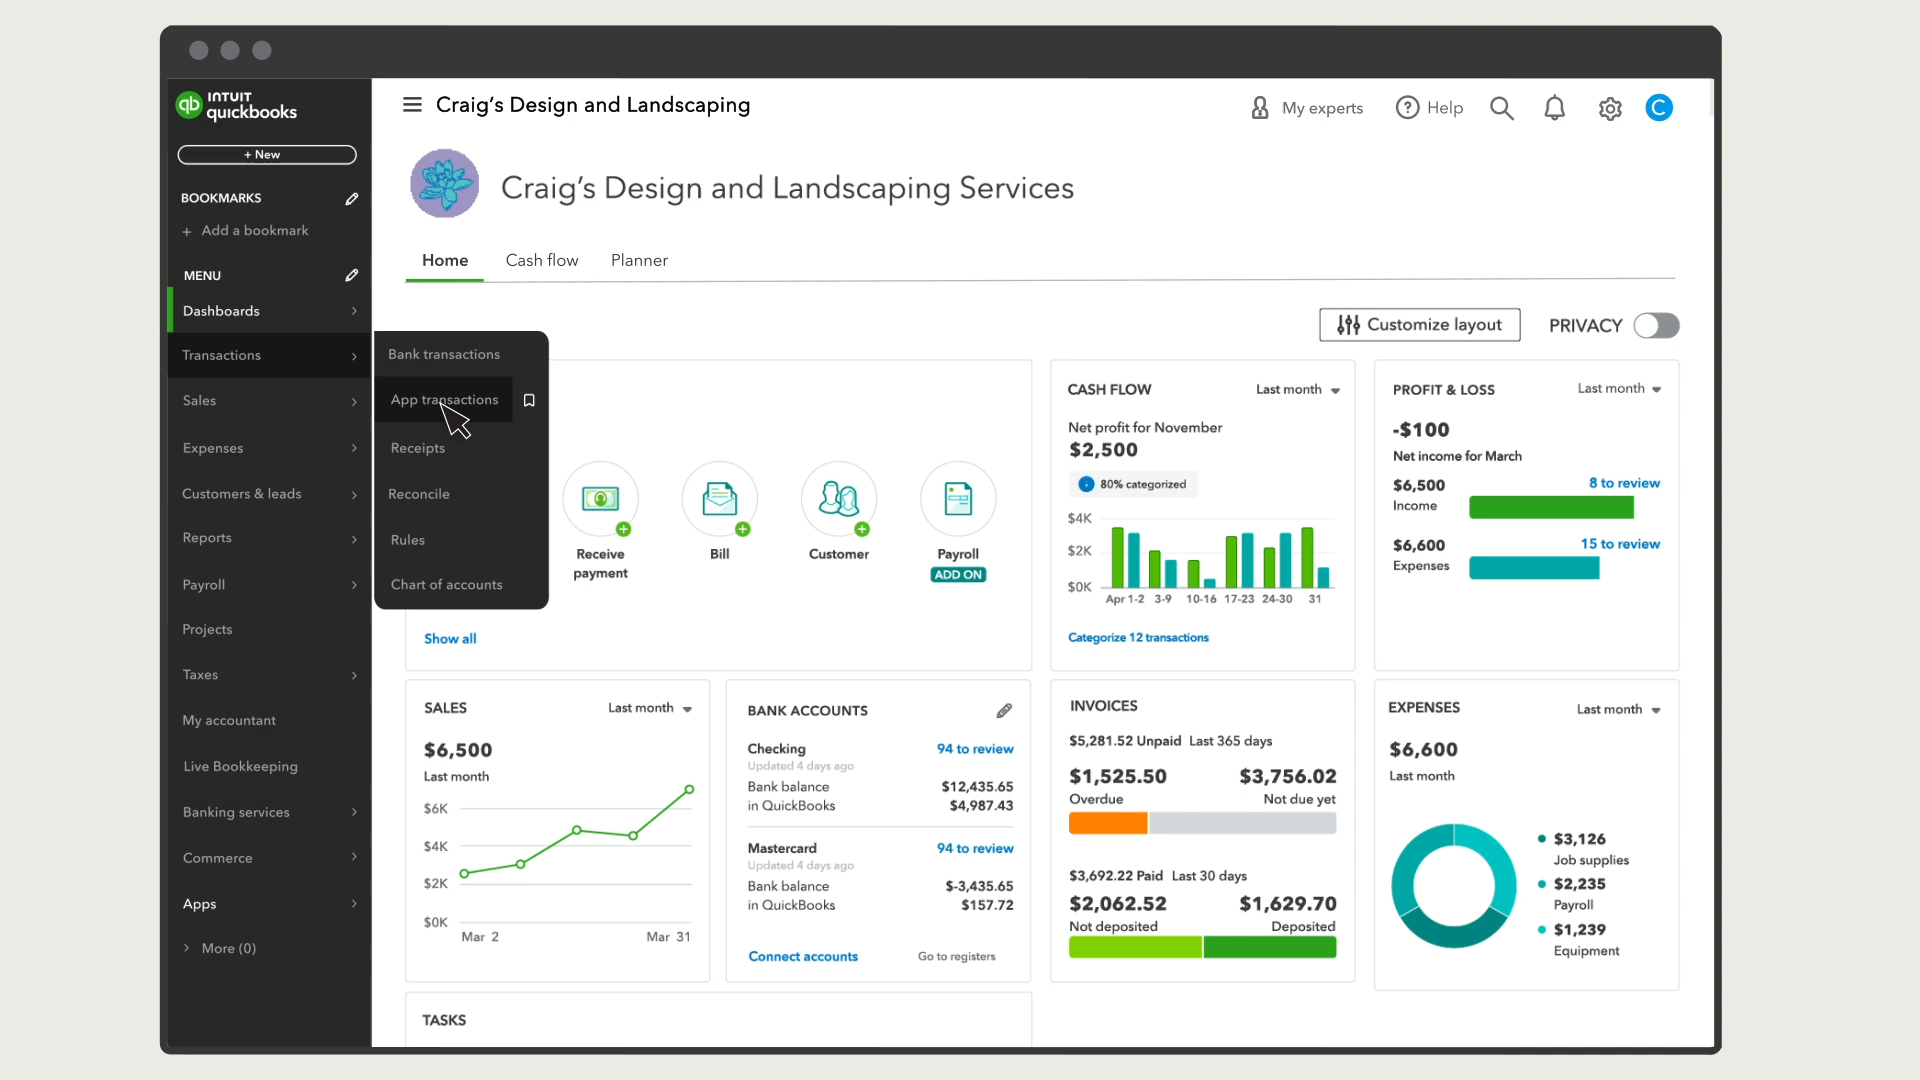 INTUIT
quickbooks
+ New
BOOKMARKS
+ Add a bookmark
MENU
Dashboards
Transactions
Sales
Expenses
Customers & leads
Reports
Payroll
Projects
Taxes
My accountant
Live Bookkeeping
Banking services
Commerce
Apps
More (0)
Bank transactions
App transactions
Receipts
Reconcile
Rules
Chart of accounts
Craig's Design and Landscaping
My experts
Help
C
Craig's Design and Landscaping Services
Home
Cash flow
Planner
Customize layout
PRIVACY
Receive
payment
Bill
Customer
Payroll
ADD ON
Show all
CASH FLOW
Last month
Net profit for November
$2,500
80% categorized
$4K
$2K
$0K
Apr 1-2 3-9 10-16 17-23 24-30 31
Categorize 12 transactions
PROFIT & LOSS
Last month
-$100
Net income for March
$6,500
8 to review
Income
$6,600
15 to review
Expenses
SALES
Last month
$6,500
Last month
$6K
$4K
$2K
$0K
Mar 2
Mar 31
BANK ACCOUNTS
Checking
94 to review
Updated 4 days ago
Bank balance
$12,435.65
in QuickBooks
$4,987.43
Mastercard
94 to review
Updated 4 days ago
Bank balance
$-3,435.65
in QuickBooks
$157.72
Connect accounts
Go to registers
INVOICES
$5,281.52 Unpaid Last 365 days
$1,525.50
$3,756.02
Overdue
Not due yet
$3,692.22 Paid Last 30 days
$2,062.52
$1,629.70
Not deposited
Deposited
EXPENSES
Last month
$6,600
Last month
$3,126
Job supplies
$2,235
Payroll
$1,239
Equipment
TASKS